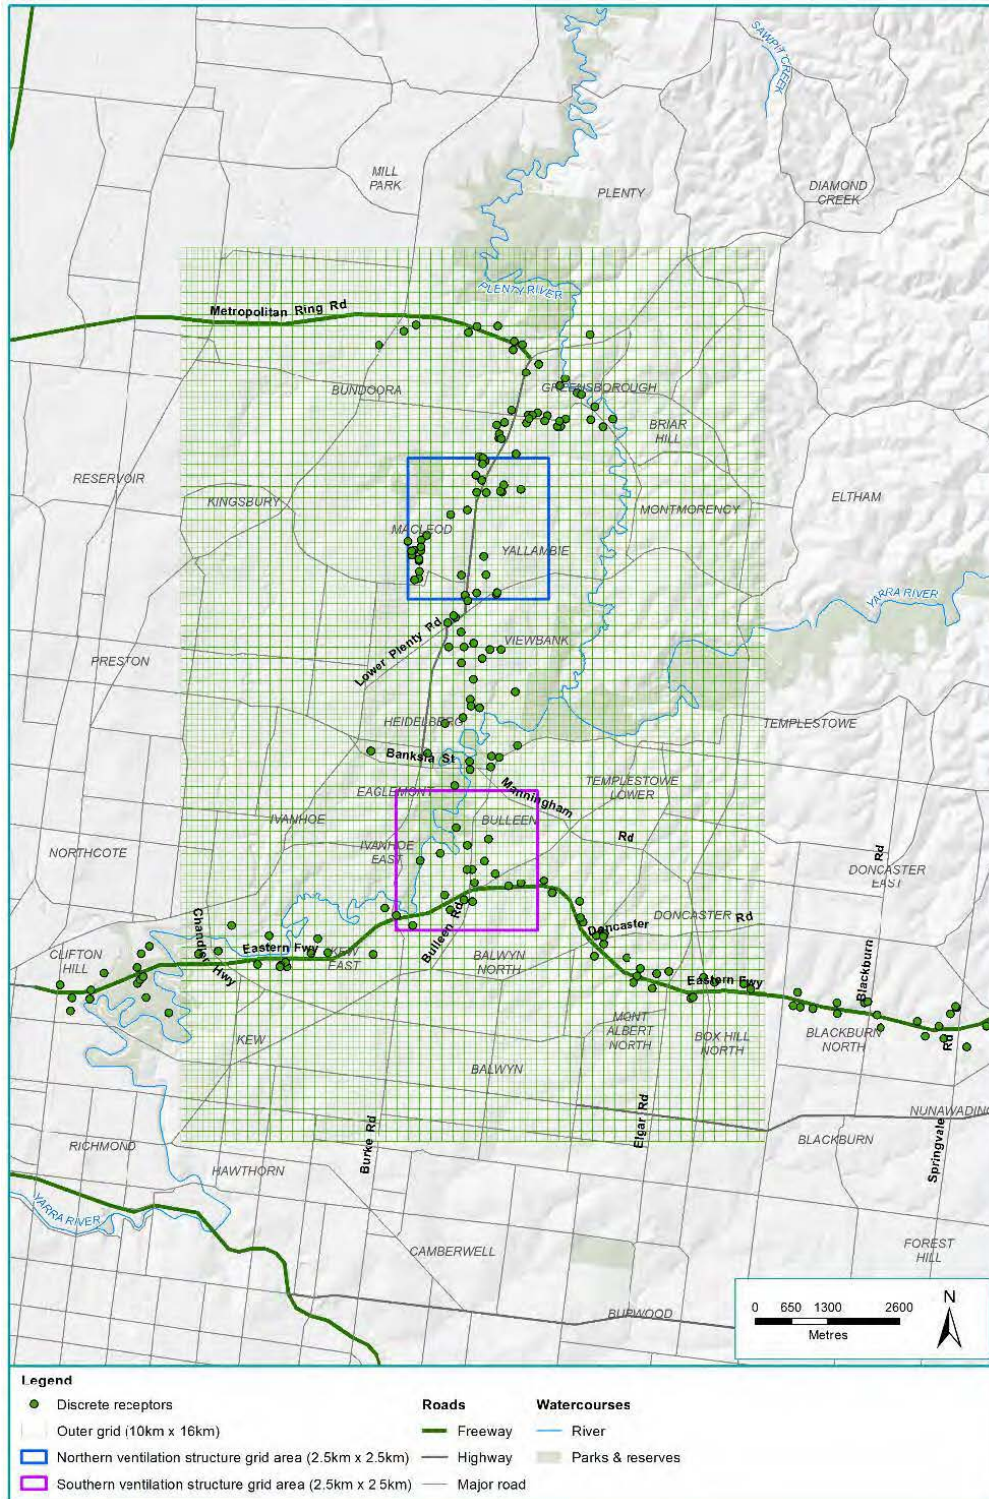 SAWPIT CREEK
MILL
PARK
PLENTY
DIAMOND
CREEK
PLENTY RIVER
Metropolitan Ring Rd
BUNDOORA
GREENSBOROUGH
BRIAR
HILL
RESERVOIR
KINGSBURY
ELTHAM
MONTMORENCY
MACLEOD
YALLAMBIE
YARRA RIVER
Lower Plenty Rd
VIEWBANK
PRESTON
HEIDELBERG
TEMPLESTOWE
Banksia St
EAGLEMONT
Manningham
Rd
TEMPLESTOWE
LOWER
IVANHOE
BULLEEN
NORTHCOTE
IVANHOE
EAST
Rd
DONCASTER
EAST
Chandler Hwy
Bulleen Rd
DONCASTER
Doncaster Rd
CLIFTON
HILL
Eastern Fwy
KEW
EAST
BALWYN
NORTH
Blackburn
Eastern Fwy
KEW
MONT
ALBERT
NORTH
BOX HILL
NORTH
BLACKBURN
NORTH
Rd
BALWYN
NUNAWADING
RICHMOND
Burke Rd
Elgar Rd
BLACKBURN
Springvale
HAWTHORN
YARRA RIVER
CAMBERWELL
FOREST
HILL
BURWOOD
N
0 650 1300 2600
Metres
Legend
Discrete receptors
Outer grid (10km x 16km)
Northern ventilation structure grid area (2.5km x 2.5km)
Southern ventilation structure grid area (2.5km x 2 5km)
Roads
Freeway
Highway
Major road
Watercourses
River
Parks & reserves